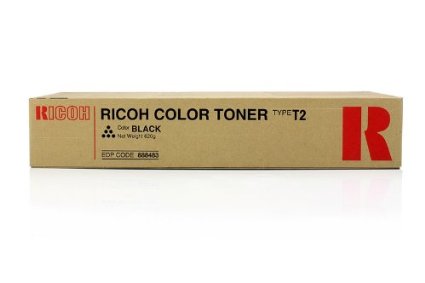 RICOH
RICOH COLOR TONER TYPE T2
Color BLACK
Net Weight 620g
EDP CODE 888483
R